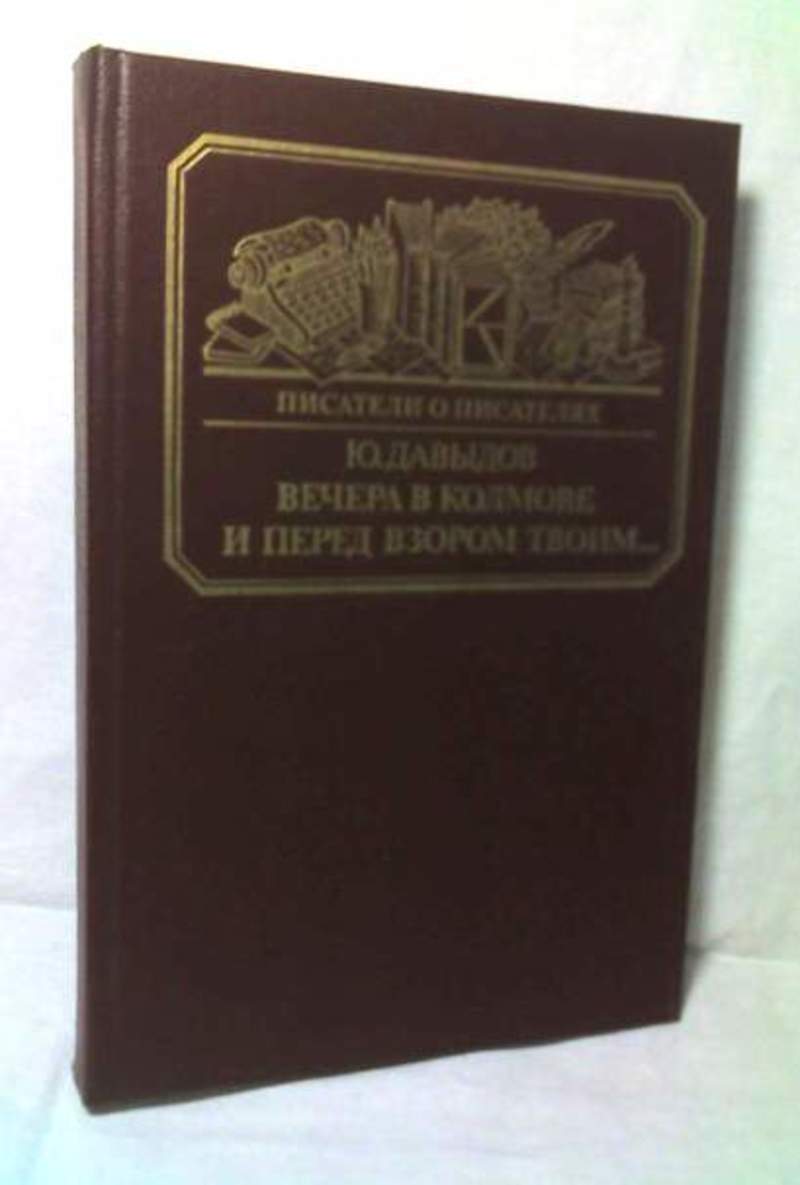 ПИСАТЕЛИ О ПИСАТЕЛЯХ
Ю.ДАВЫДОВ
ВЕЧЕРА В КОЛМОВЕ
И ПЕРЕД ВЗОРОМ ТВОИМ...